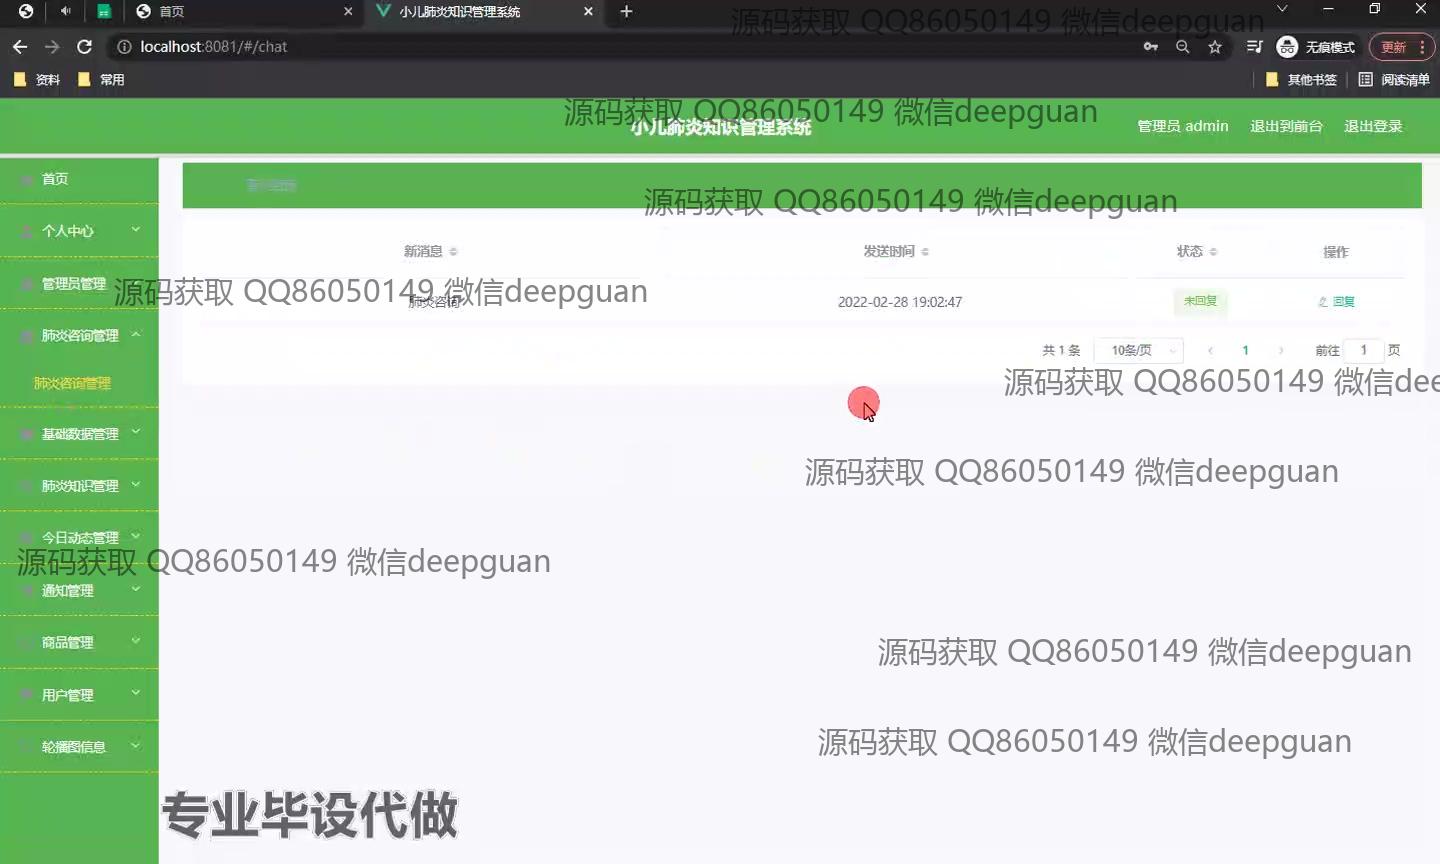 首页
小儿肺炎知识管理系统
源码获取 QQ86050149 微信deepguan
localhost:8081/#/chat
无痕模式
更新
资料
常用
其他书签
阅读清单
源码获取 QQ86050149 微信deepguan
小儿肺炎知识管理系统
管理员 admin
退出到前台
退出登录
首页
源码获取 QQ86050149 微信deepguan
个人中心
新消息
发送时间
状态
操作
管理员管理
源码获取 QQ86050149 微信deepguan
肺炎咨询
2022-02-28 19:02:47
未回复
回复
肺炎咨询管理
共 1 条
10条/页
1
前往
1
页
肺炎咨询管理
源码获取 QQ86050149 微信dee
基础数据管理
源码获取 QQ86050149 微信deepguan
肺炎知识管理
今日动态管理
源码获取 QQ86050149 微信deepguan
通知管理
商品管理
源码获取 QQ86050149 微信deepguan
用户管理
轮播图信息
源码获取 QQ86050149 微信deepguan
专业毕设代做